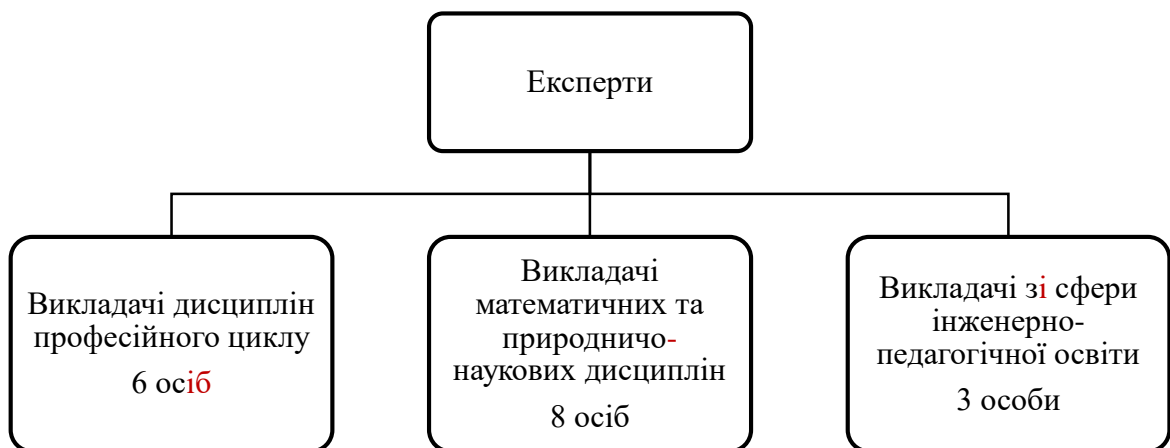 Експерти
Викладачі дисциплін
професійного циклу
6 осіб
Викладачі
математичних та
природничо-
наукових дисциплін
8 осіб
Викладачі зі сфери
інженерно-
педагогічної освіти
3 особи